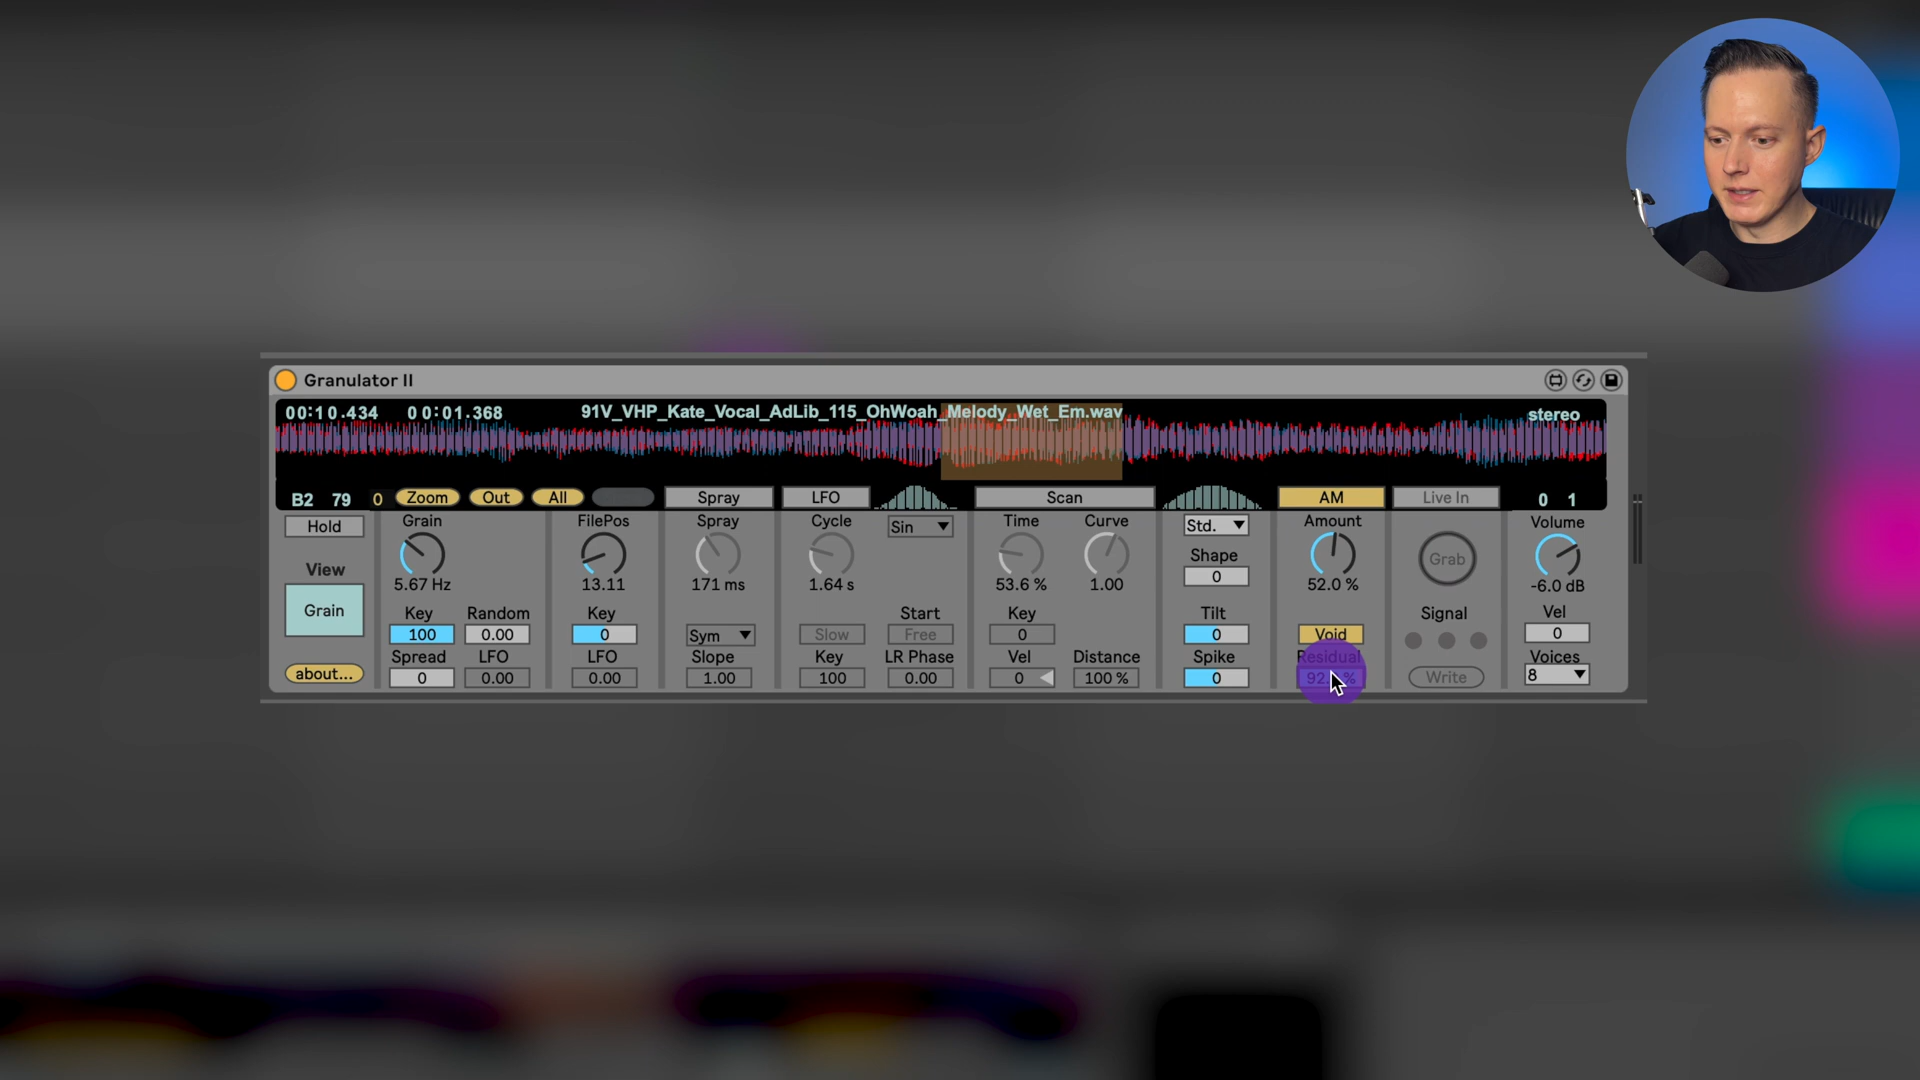 Granulator II
00:10.434 00:01.368 91V_VHP_Kate_Vocal_AdLib_115_OhWoah_Melody_Wet_Em.wav stereo
B2 79 0 Zoom Out All Spray LFO Scan AM Live In 0 1
Hold Grain FilePos Spray Cycle Sin Time Curve Std. Amount Volume
Shape Grab
View 5.67 Hz 13.11 171 ms 1.64 s 53.6 % 1.00 0 52.0 % -6.0 dB
Grain Key Random Key Start Key Tilt Signal Vel
100 0.00 0 Sym Slow Free 0 0 Void 0
Spread LFO LFO Slope Key LR Phase Vel Distance Spike Residual Voices
about... 0 0.00 0.00 1.00 100 0.00 0 100 % 0 Write 8